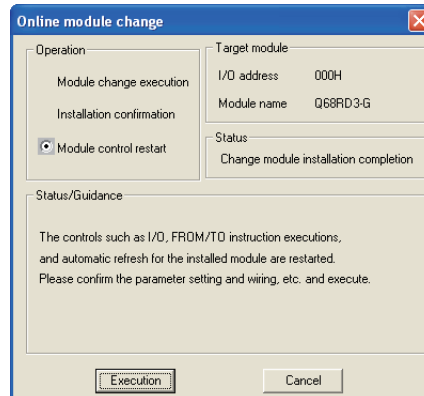 Online module change
Operation
Module change execution
Installation confirmation
Module control restart
Target module
I/O address 000H
Module name Q68RD3-G
Status
Change module installation completion
Status/Guidance
The controls such as I/O, FROM/TO instruction executions,
and automatic refresh for the installed module are restarted.
Please confirm the parameter setting and wiring, etc. and execute.
Execution
Cancel